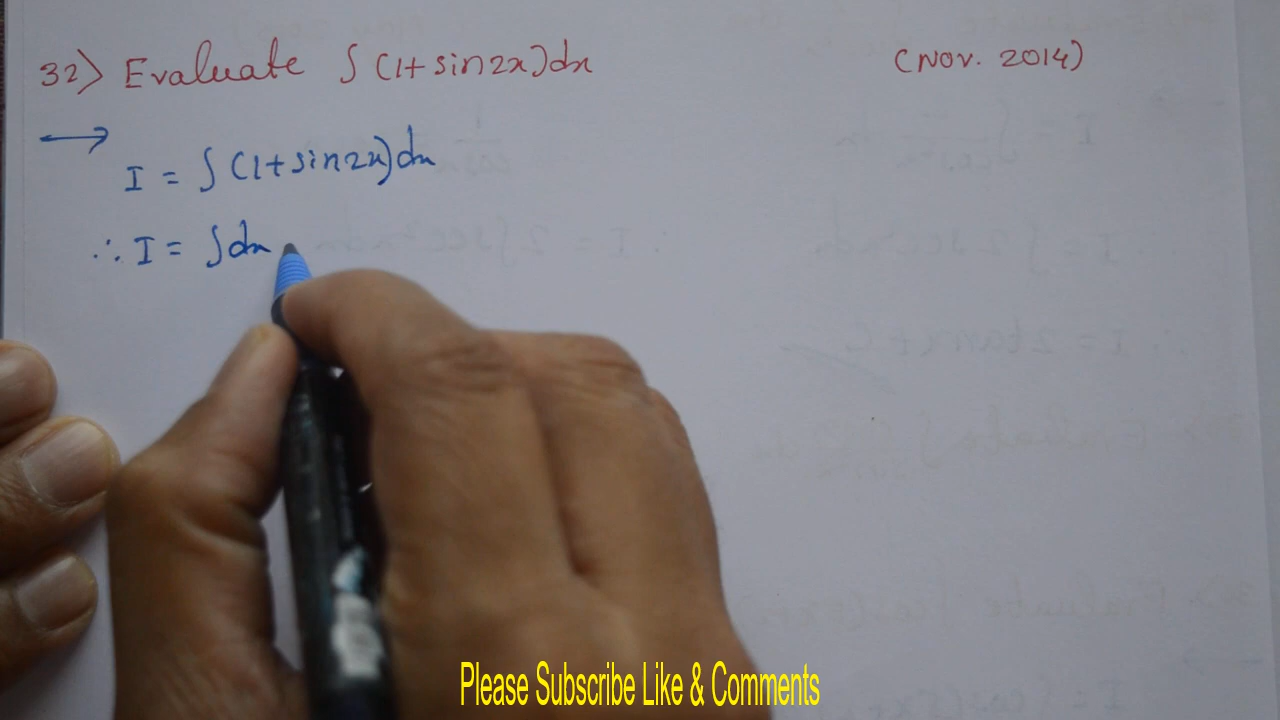 32> Evaluate ∫(1+sin2x)dx (Nov. 2014)
→
I = ∫(1+sin2x)dx
∴ I = ∫dx
Please Subscribe Like & Comments